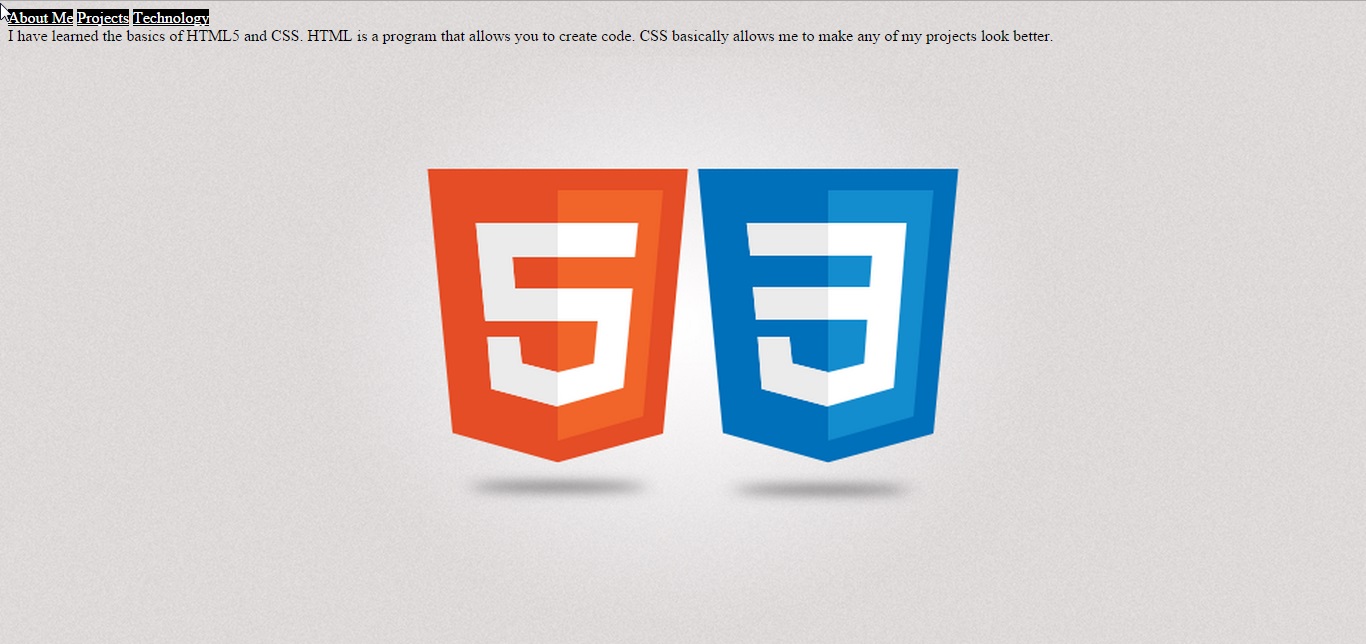 About Me Projects Technology
I have learned the basics of HTML5 and CSS. HTML is a program that allows you to create code. CSS basically allows me to make any of my projects look better.
5 3